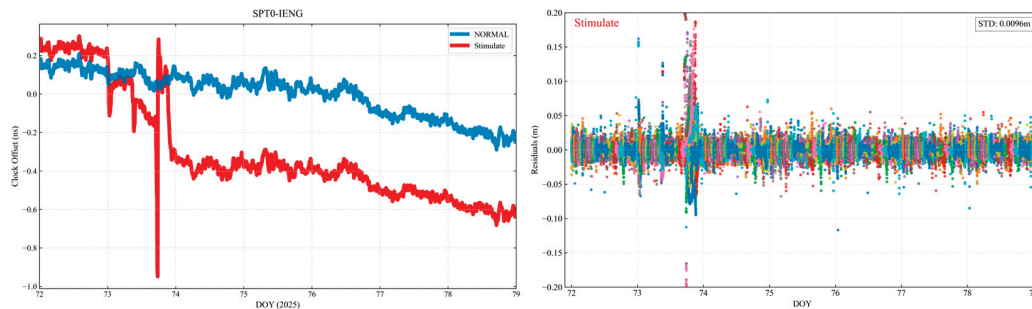 SPT0-IENG
NORMAL
Stimulate
0.2
0.0
−0.2
−0.4
−0.6
−0.8
−1.0
Clock Offset (ns)
72 73 74 75 76 77 78 79
DOY (2025)
Stimulate
STD: 0.0096m
0.20
0.15
0.10
0.05
0.00
−0.05
−0.10
−0.15
−0.20
Residuals (m)
72 73 74 75 76 77 78
DOY